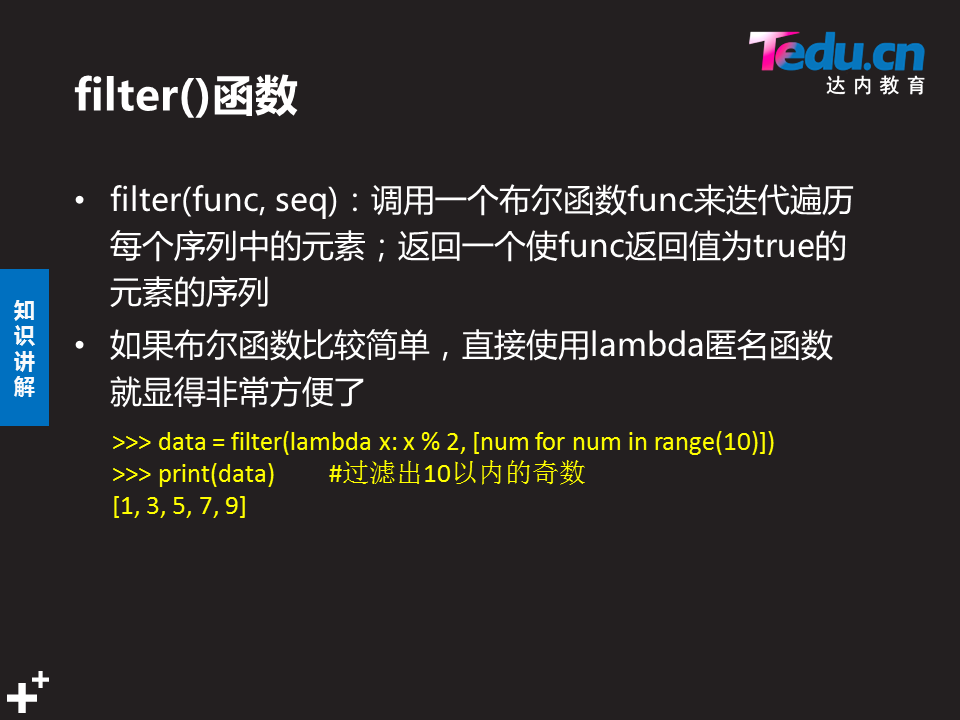 Tedu.cn
达内教育
filter()函数
• filter(func, seq)：调用一个布尔函数func来迭代遍历
每个序列中的元素；返回一个使func返回值为true的
元素的序列
• 如果布尔函数比较简单，直接使用lambda匿名函数
就显得非常方便了
知
识
讲
解
>>> data = filter(lambda x: x % 2, [num for num in range(10)])
>>> print(data) #过滤出10以内的奇数
[1, 3, 5, 7, 9]